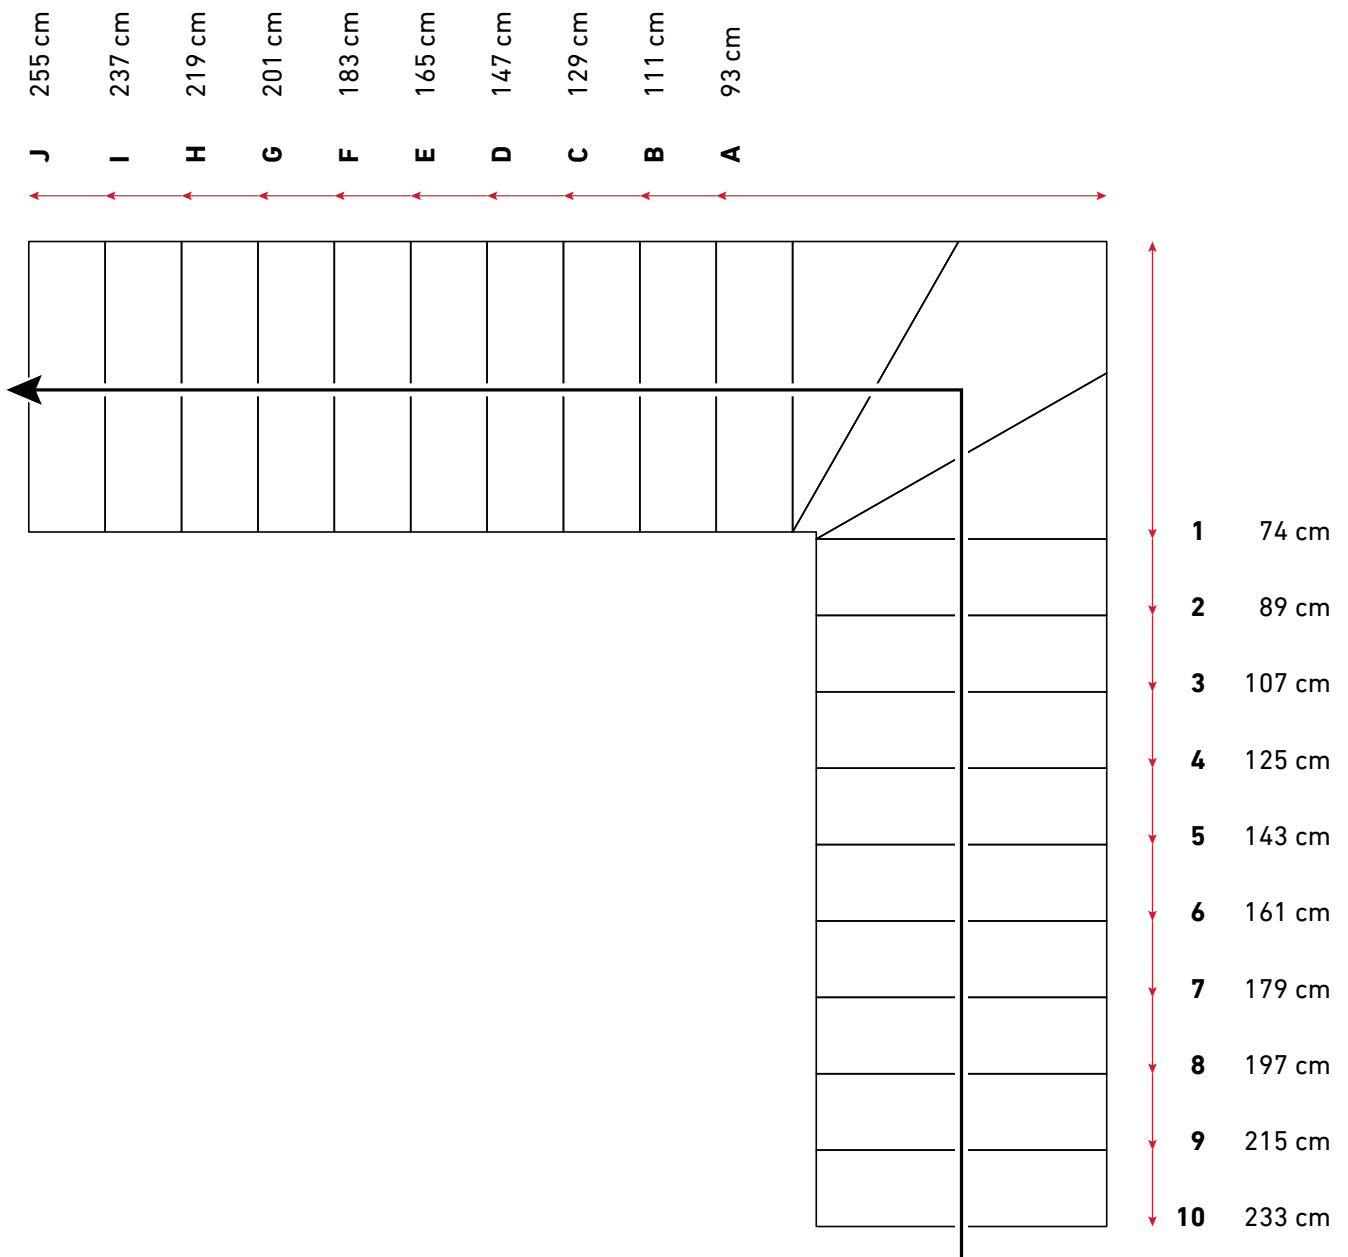 J 255 cm
I 237 cm
H 219 cm
G 201 cm
F 183 cm
E 165 cm
D 147 cm
C 129 cm
B 111 cm
A 93 cm
1 74 cm
2 89 cm
3 107 cm
4 125 cm
5 143 cm
6 161 cm
7 179 cm
8 197 cm
9 215 cm
10 233 cm